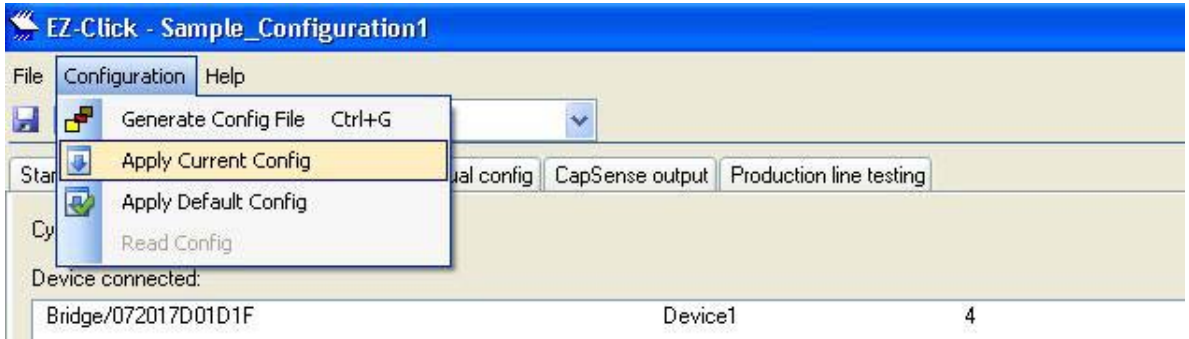 EZ-Click - Sample_Configuration1
File Configuration Help
Generate Config File Ctrl+G
Apply Current Config
Apply Default Config
Read Config
config CapSense output Production line testing
Device connected:
Bridge/072017D01D1F Device1 4